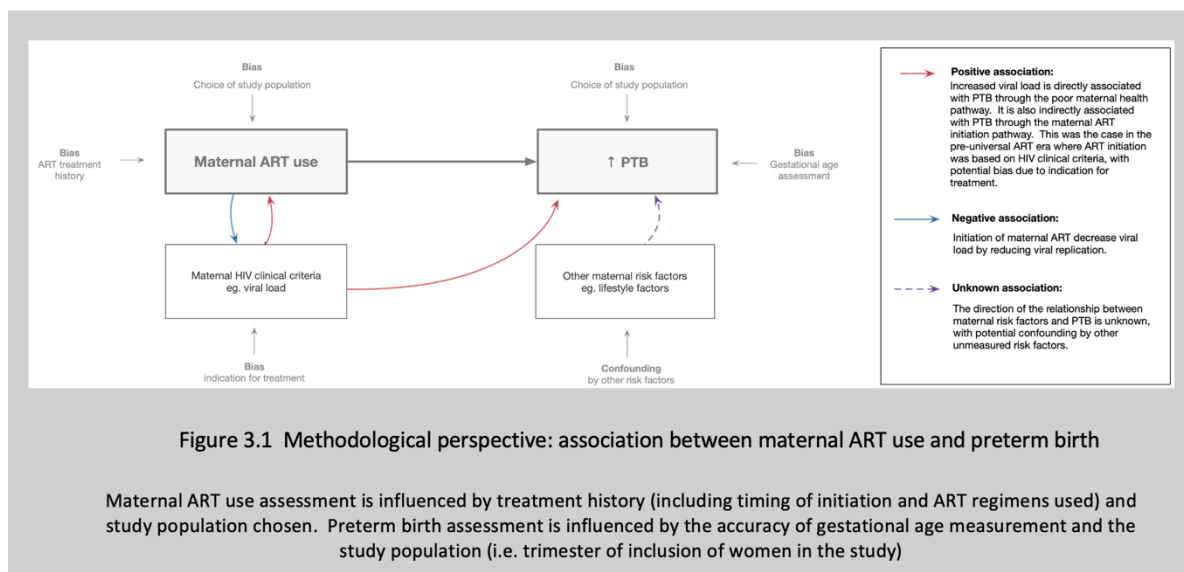 Bias
Choice of study population
Bias
Choice of study population
Bias
ART treatment
history
Maternal ART use
↑ PTB
Bias
Gestational age
assessment
Maternal HIV clinical criteria
eg. viral load
Other maternal risk factors
eg. lifestyle factors
Bias
indication for treatment
Confounding
by other risk factors
Positive association:
Increased viral load is directly associated
with PTB through the poor maternal health
pathway. It is also indirectly associated
with PTB through the maternal ART
initiation pathway. This was the case in the
pre-universal ART era where ART initiation
was based on HIV clinical criteria, with
potential bias due to indication for
treatment.
Negative association:
Initiation of maternal ART decrease viral
load by reducing viral replication.
Unknown association:
The direction of the relationship between
maternal risk factors and PTB is unknown,
with potential confounding by other
unmeasured risk factors.
Figure 3.1 Methodological perspective: association between maternal ART use and preterm birth
Maternal ART use assessment is influenced by treatment history (including timing of initiation and ART regimens used) and
study population chosen. Preterm birth assessment is influenced by the accuracy of gestational age measurement and the
study population (i.e. trimester of inclusion of women in the study)